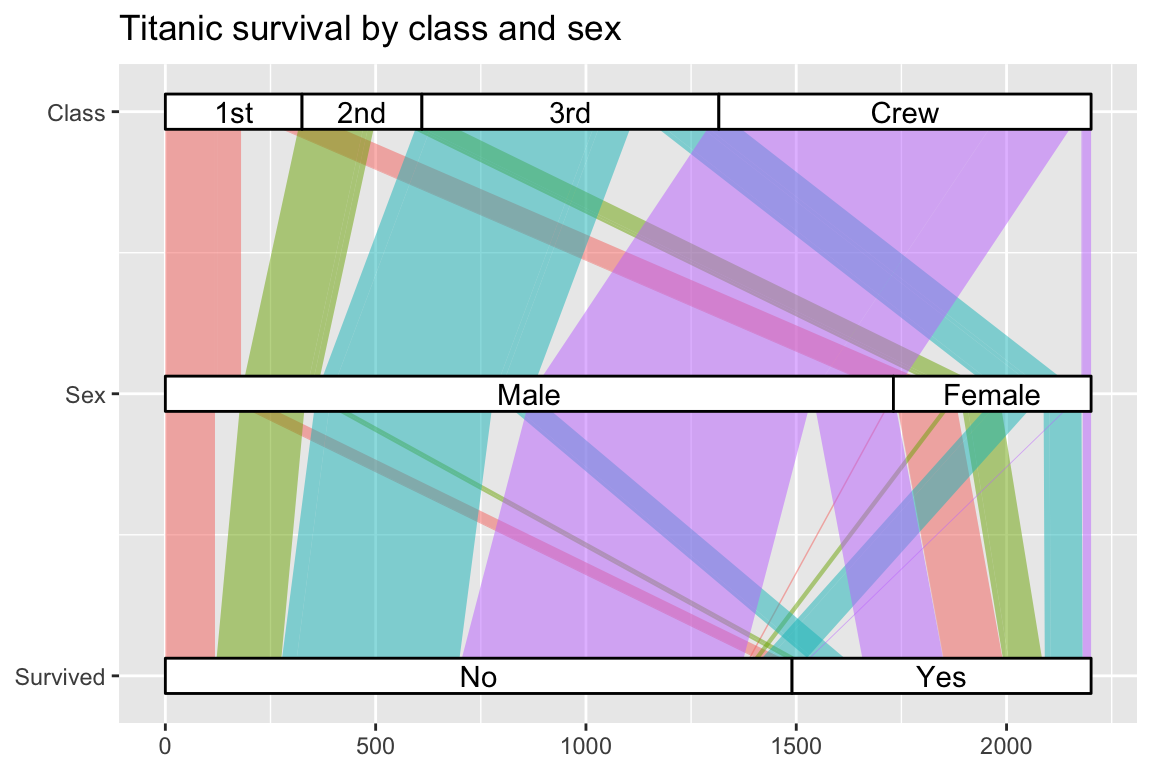 Titanic survival by class and sex
Class
1st 2nd 3rd Crew
Sex
Male Female
Survived
No Yes
0 500 1000 1500 2000